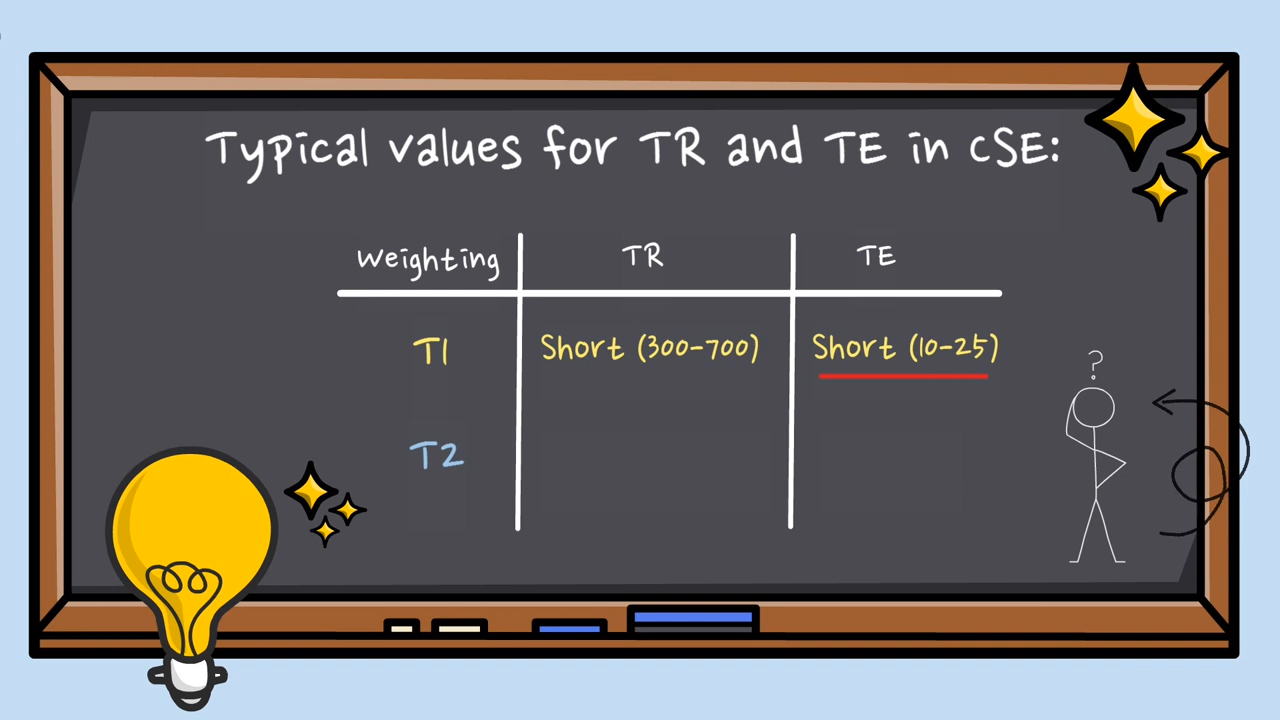 Typical values for TR and TE in CSE:
Weighting TR TE
T1 Short (300-700) Short (10-25)
?
T2